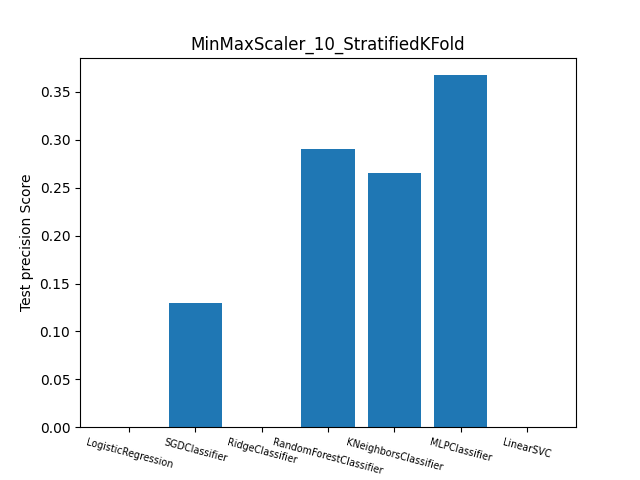 MinMaxScaler_10_StratifiedKFold
Test precision Score
0.35
0.30
0.25
0.20
0.15
0.10
0.05
0.00
LogisticRegression
SGDClassifier
RidgeClassifier
RandomForestClassifier
KNeighborsClassifier
MLPClassifier
LinearSVC